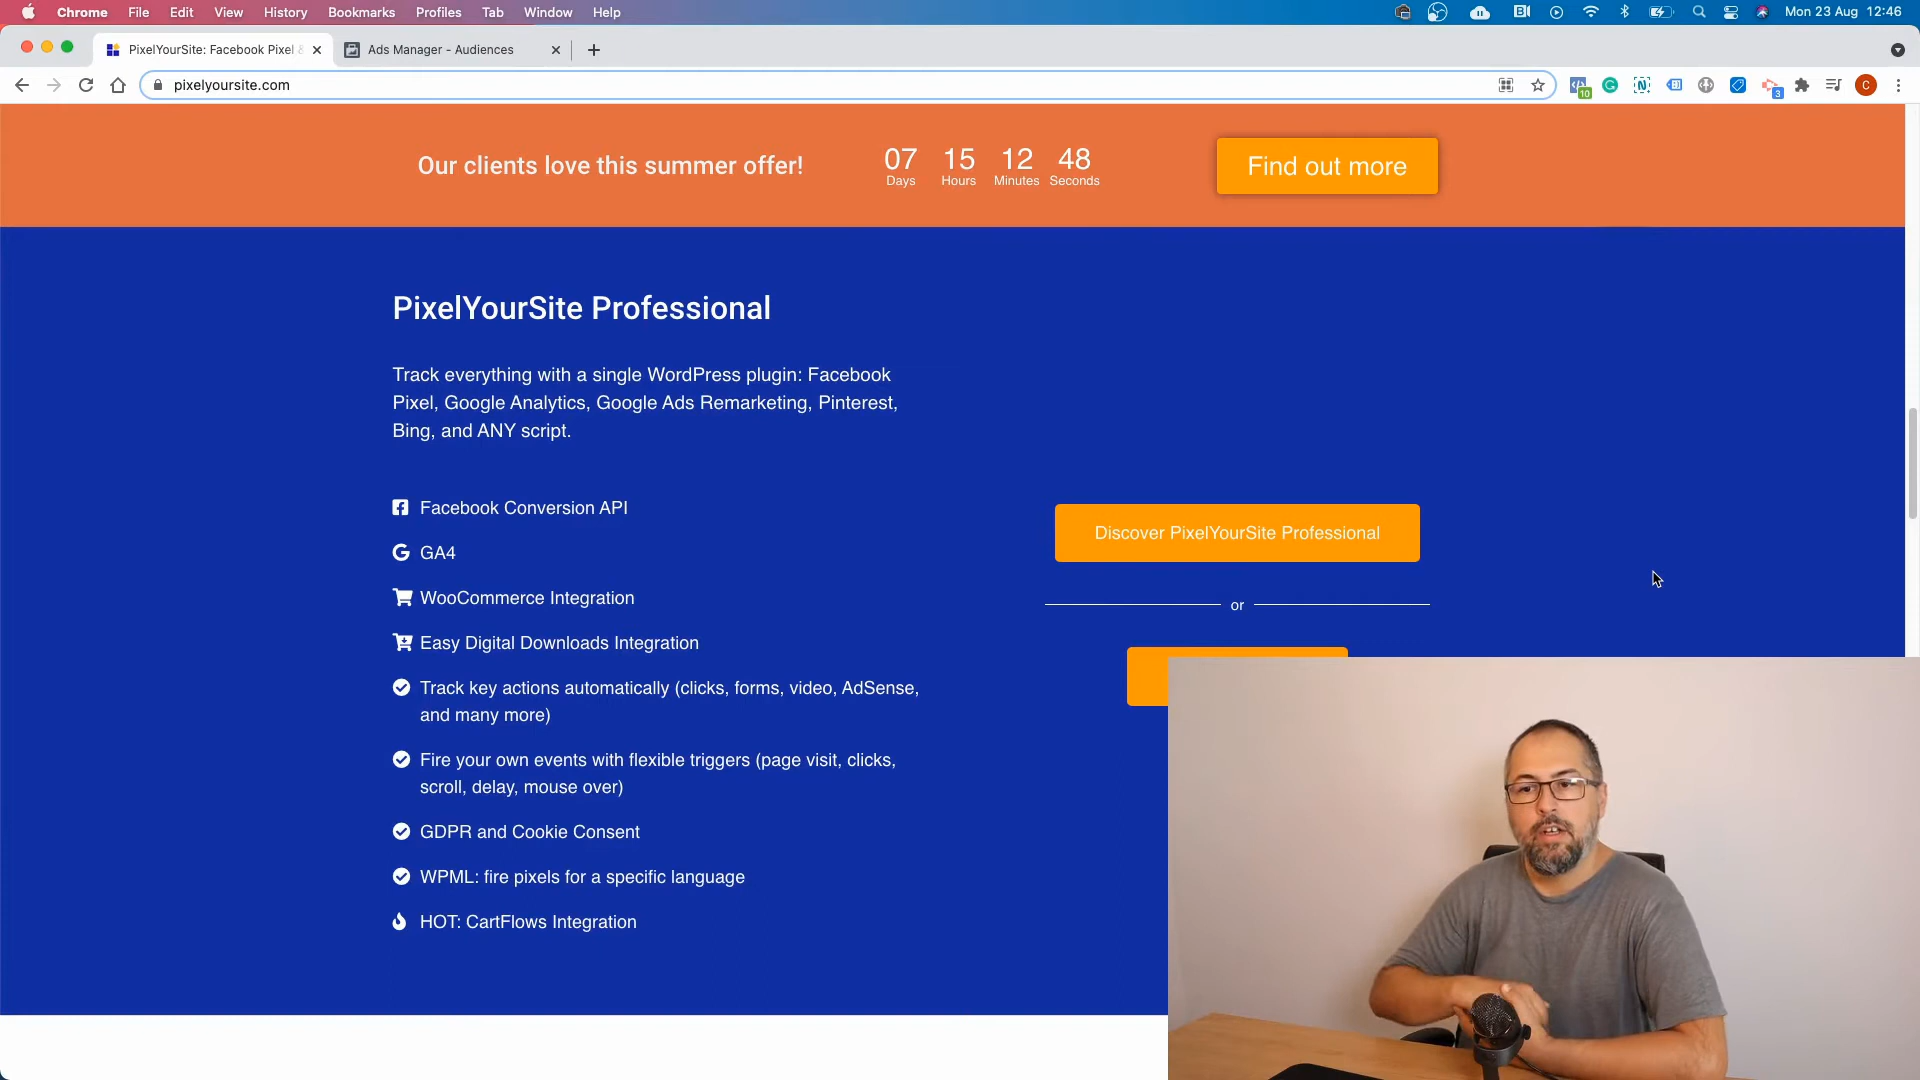 Chrome File Edit View History Bookmarks Profiles Tab Window Help Mon 23 Aug 12:46
PixelYourSite: Facebook Pixel &
Ads Manager - Audiences
pixelyoursite.com
10
3
C
Our clients love this summer offer!
07 15 12 48
Days Hours Minutes Seconds
Find out more
PixelYourSite Professional
Track everything with a single WordPress plugin: Facebook
Pixel, Google Analytics, Google Ads Remarketing, Pinterest,
Bing, and ANY script.
Facebook Conversion API
GA4
WooCommerce Integration
Easy Digital Downloads Integration
Track key actions automatically (clicks, forms, video, AdSense,
and many more)
Fire your own events with flexible triggers (page visit, clicks,
scroll, delay, mouse over)
GDPR and Cookie Consent
WPML: fire pixels for a specific language
HOT: CartFlows Integration
Discover PixelYourSite Professional
or